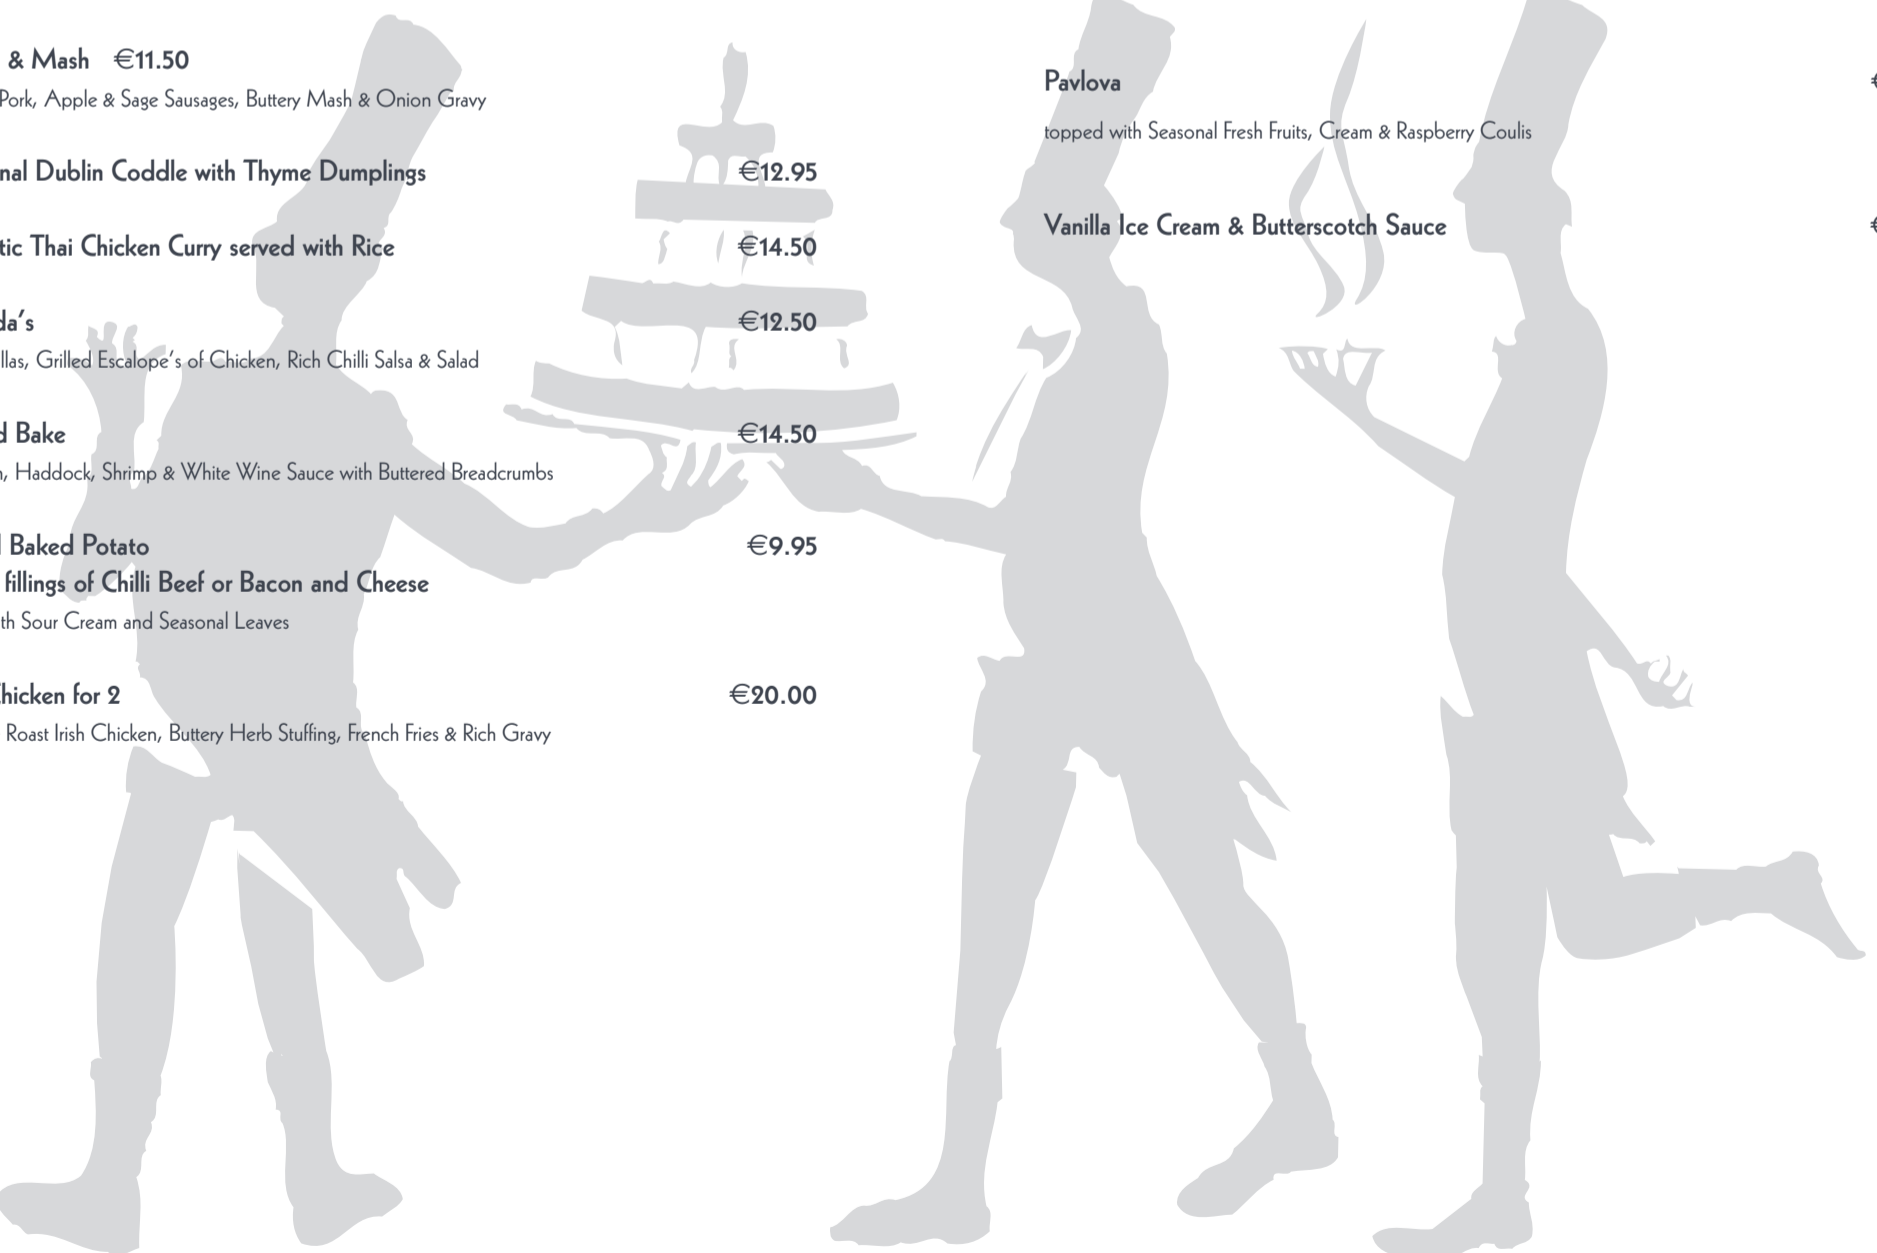 & Mash €11.50
Pork, Apple & Sage Sausages, Buttery Mash & Onion Gravy
nal Dublin Coddle with Thyme Dumplings €12.95
tic Thai Chicken Curry served with Rice €14.50
da's €12.50
llas, Grilled Escalope's of Chicken, Rich Chilli Salsa & Salad
d Bake €14.50
, Haddock, Shrimp & White Wine Sauce with Buttered Breadcrumbs
Baked Potato €9.95
fillings of Chilli Beef or Bacon and Cheese
th Sour Cream and Seasonal Leaves
Chicken for 2 €20.00
Roast Irish Chicken, Buttery Herb Stuffing, French Fries & Rich Gravy
Pavlova €
topped with Seasonal Fresh Fruits, Cream & Raspberry Coulis
Vanilla Ice Cream & Butterscotch Sauce €